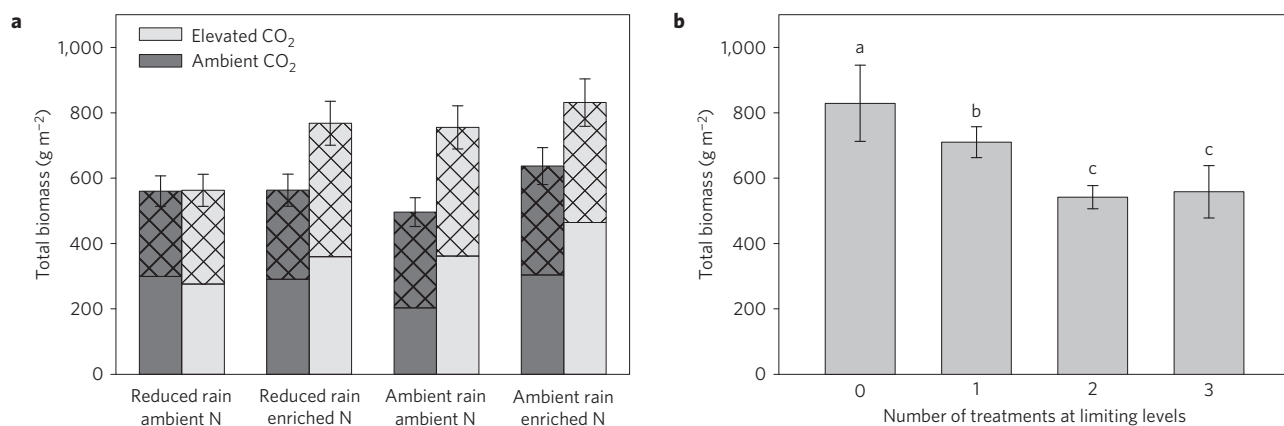 a
Elevated CO₂
Ambient CO₂
1,000
800
600
400
200
0
Total biomass (g m⁻²)
Reduced rain
ambient N
Reduced rain
enriched N
Ambient rain
ambient N
Ambient rain
enriched N
b
1,000
800
600
400
200
0
Total biomass (g m⁻²)
a
b
c
c
0 1 2 3
Number of treatments at limiting levels